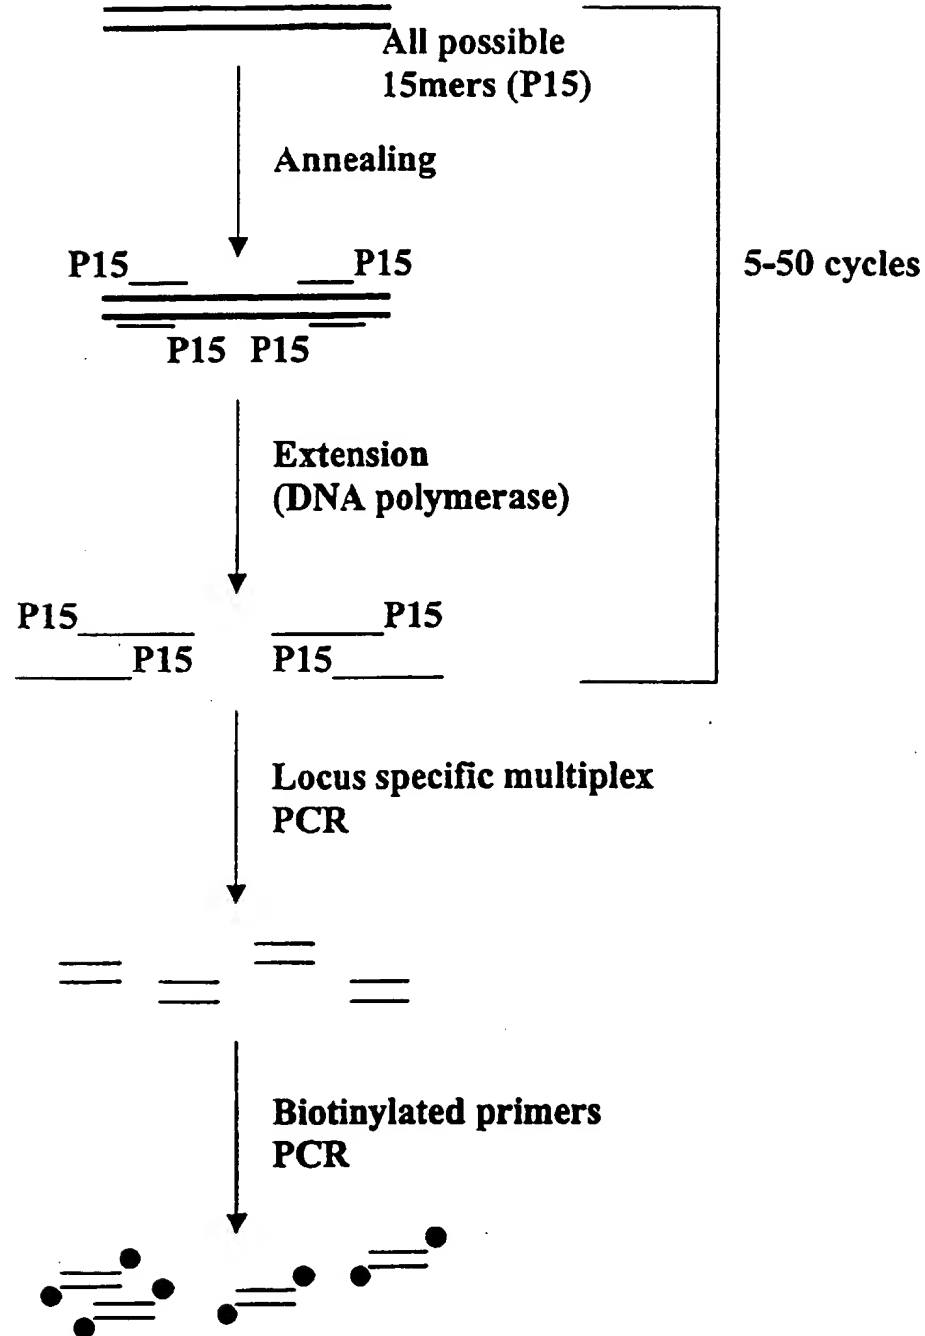 All possible
15mers (P15)
Annealing
P15 P15
5-50 cycles
P15 P15
Extension
(DNA polymerase)
P15 P15
P15 P15
Locus specific multiplex
PCR
Biotinylated primers
PCR